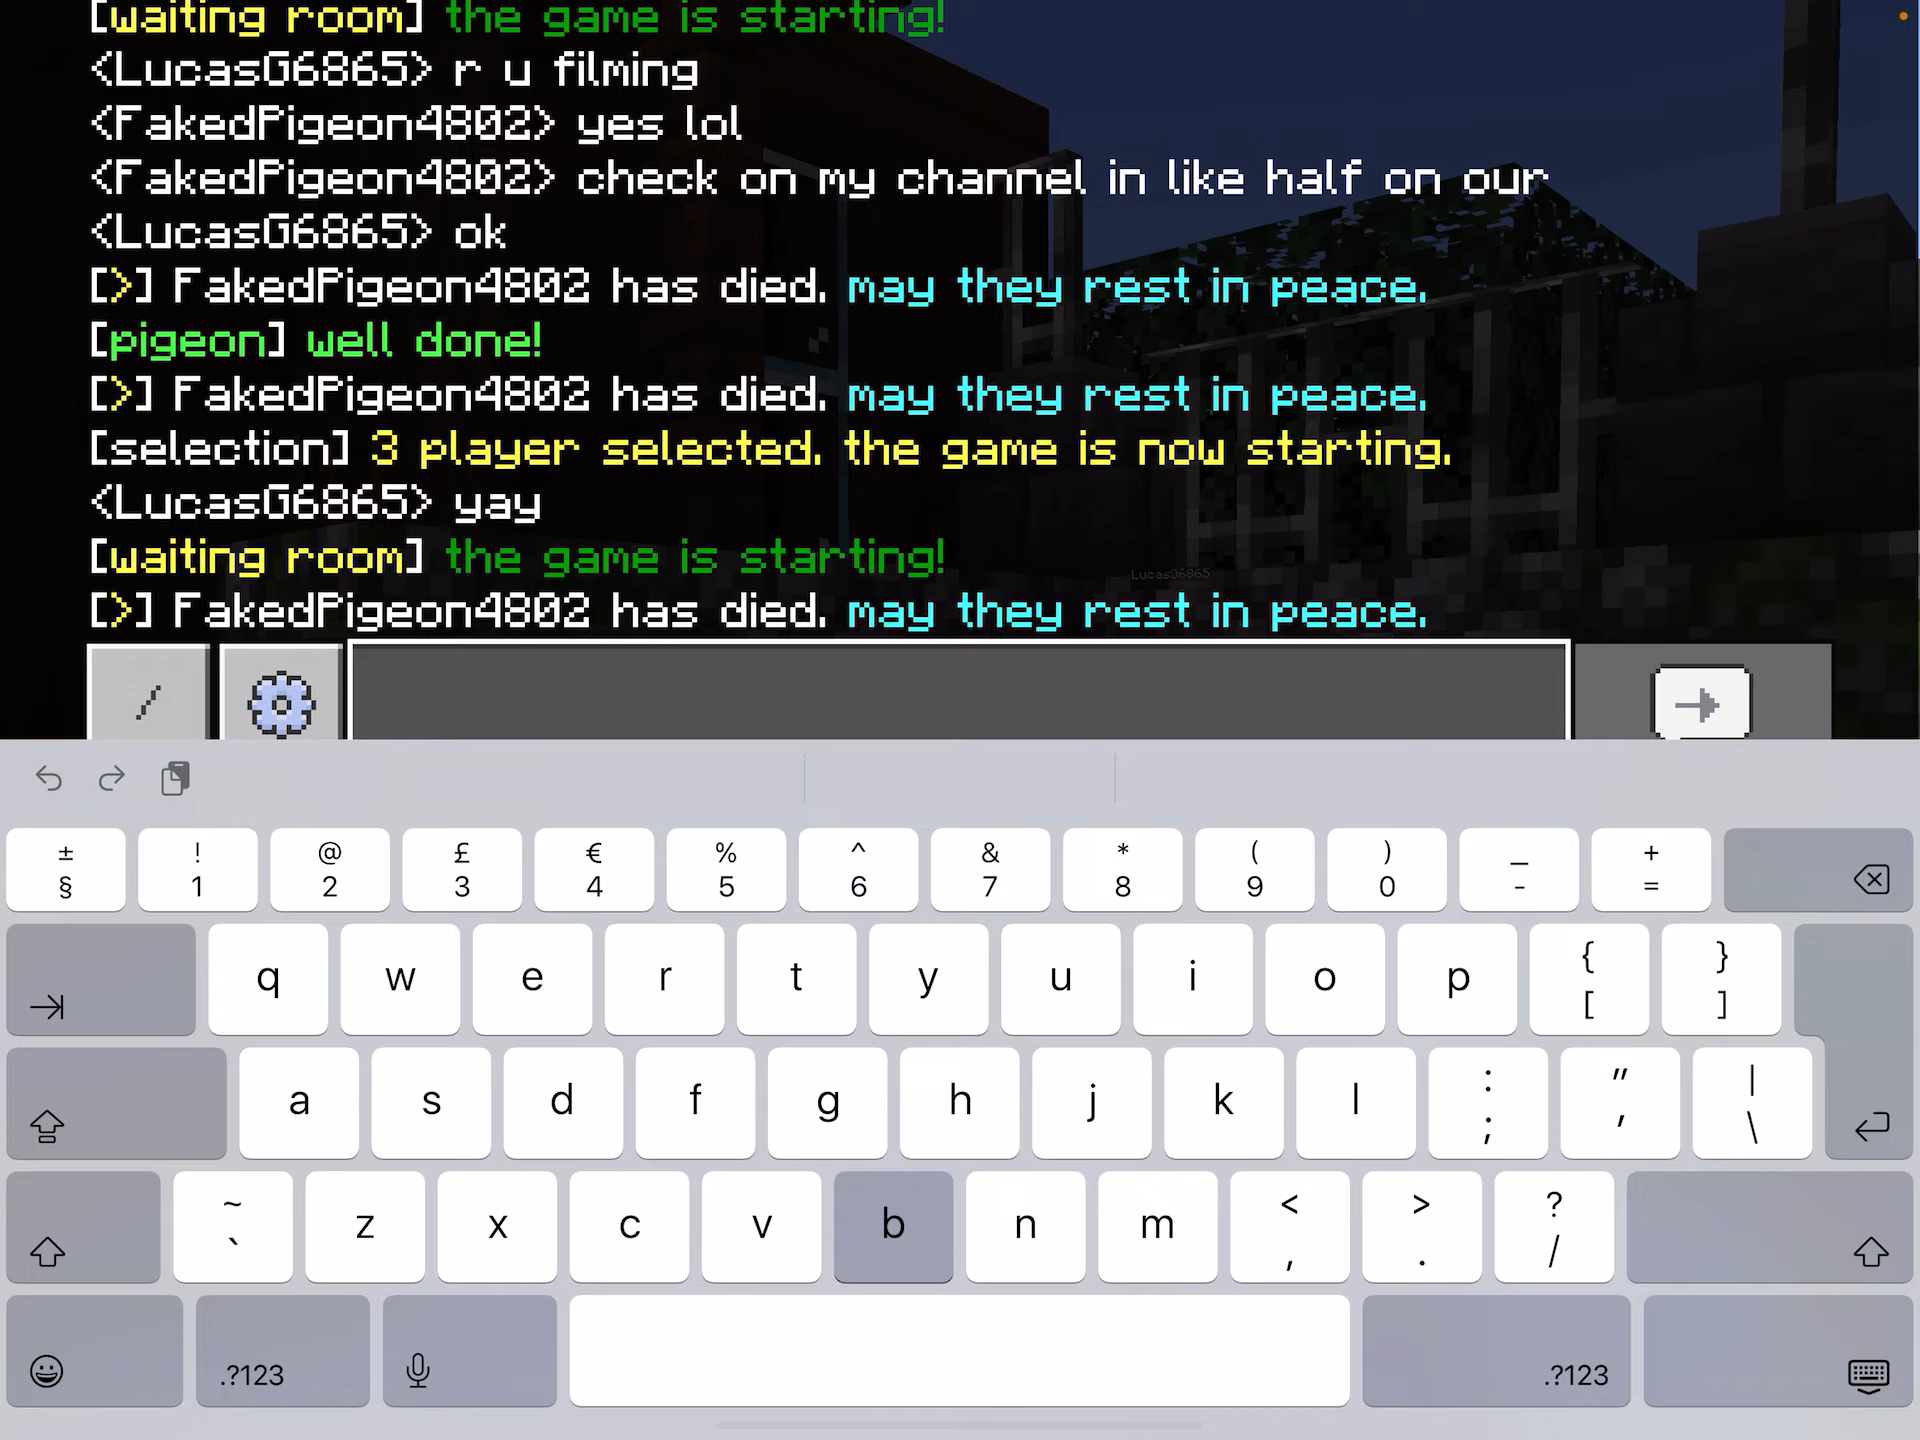 [waiting room] the game is starting!
<LucasG6865> r u filming
<FakedPigeon4802> yes lol
<FakedPigeon4802> check on my channel in like half on our
<LucasG6865> ok
[>] FakedPigeon4802 has died. may they rest in peace.
[pigeon] well done!
[>] FakedPigeon4802 has died. may they rest in peace.
[selection] 3 player selected. the game is now starting.
<LucasG6865> yay
[waiting room] the game is starting!
LucasG6865
[>] FakedPigeon4802 has died. may they rest in peace.
/
± ! @ £ € % ^ & * ( ) _ +
§ 1 2 3 4 5 6 7 8 9 0 - =
q w e r t y u i o p { }
[ ]
a s d f g h j k l : " |
; ' \
~ z x c v b n m < > ?
` , . /
.?123 .?123